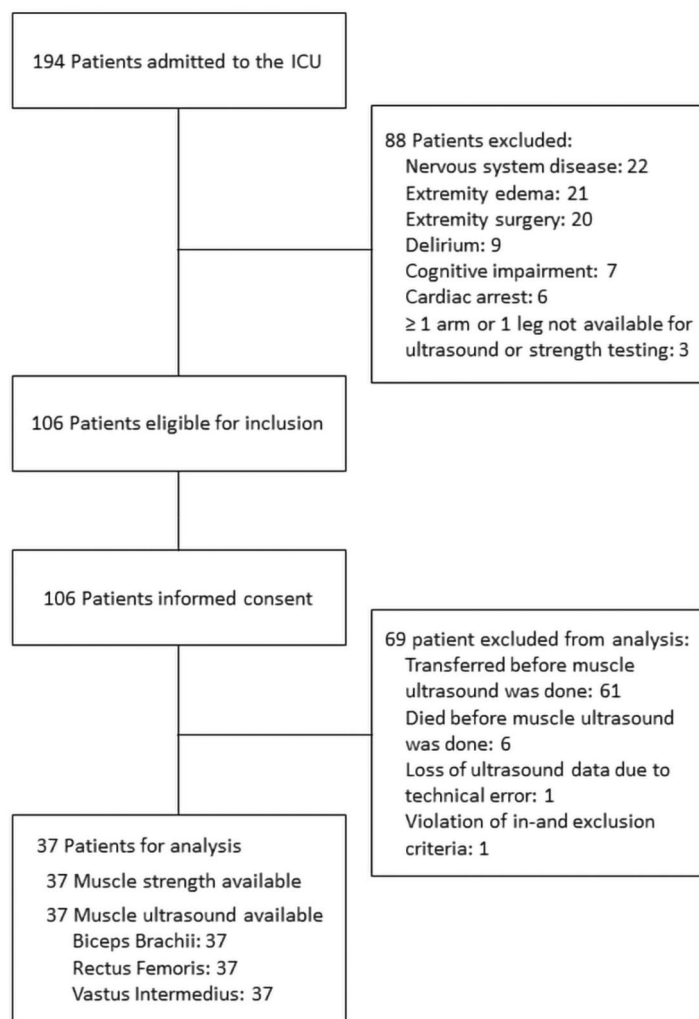 194 Patients admitted to the ICU
88 Patients excluded:
Nervous system disease: 22
Extremity edema: 21
Extremity surgery: 20
Delirium: 9
Cognitive impairment: 7
Cardiac arrest: 6
≥ 1 arm or 1 leg not available for
ultrasound or strength testing: 3
106 Patients eligible for inclusion
106 Patients informed consent
69 patient excluded from analysis:
Transferred before muscle
ultrasound was done: 61
Died before muscle ultrasound
was done: 6
Loss of ultrasound data due to
technical error: 1
Violation of in-and exclusion
criteria: 1
37 Patients for analysis
37 Muscle strength available
37 Muscle ultrasound available
Biceps Brachii: 37
Rectus Femoris: 37
Vastus Intermedius: 37